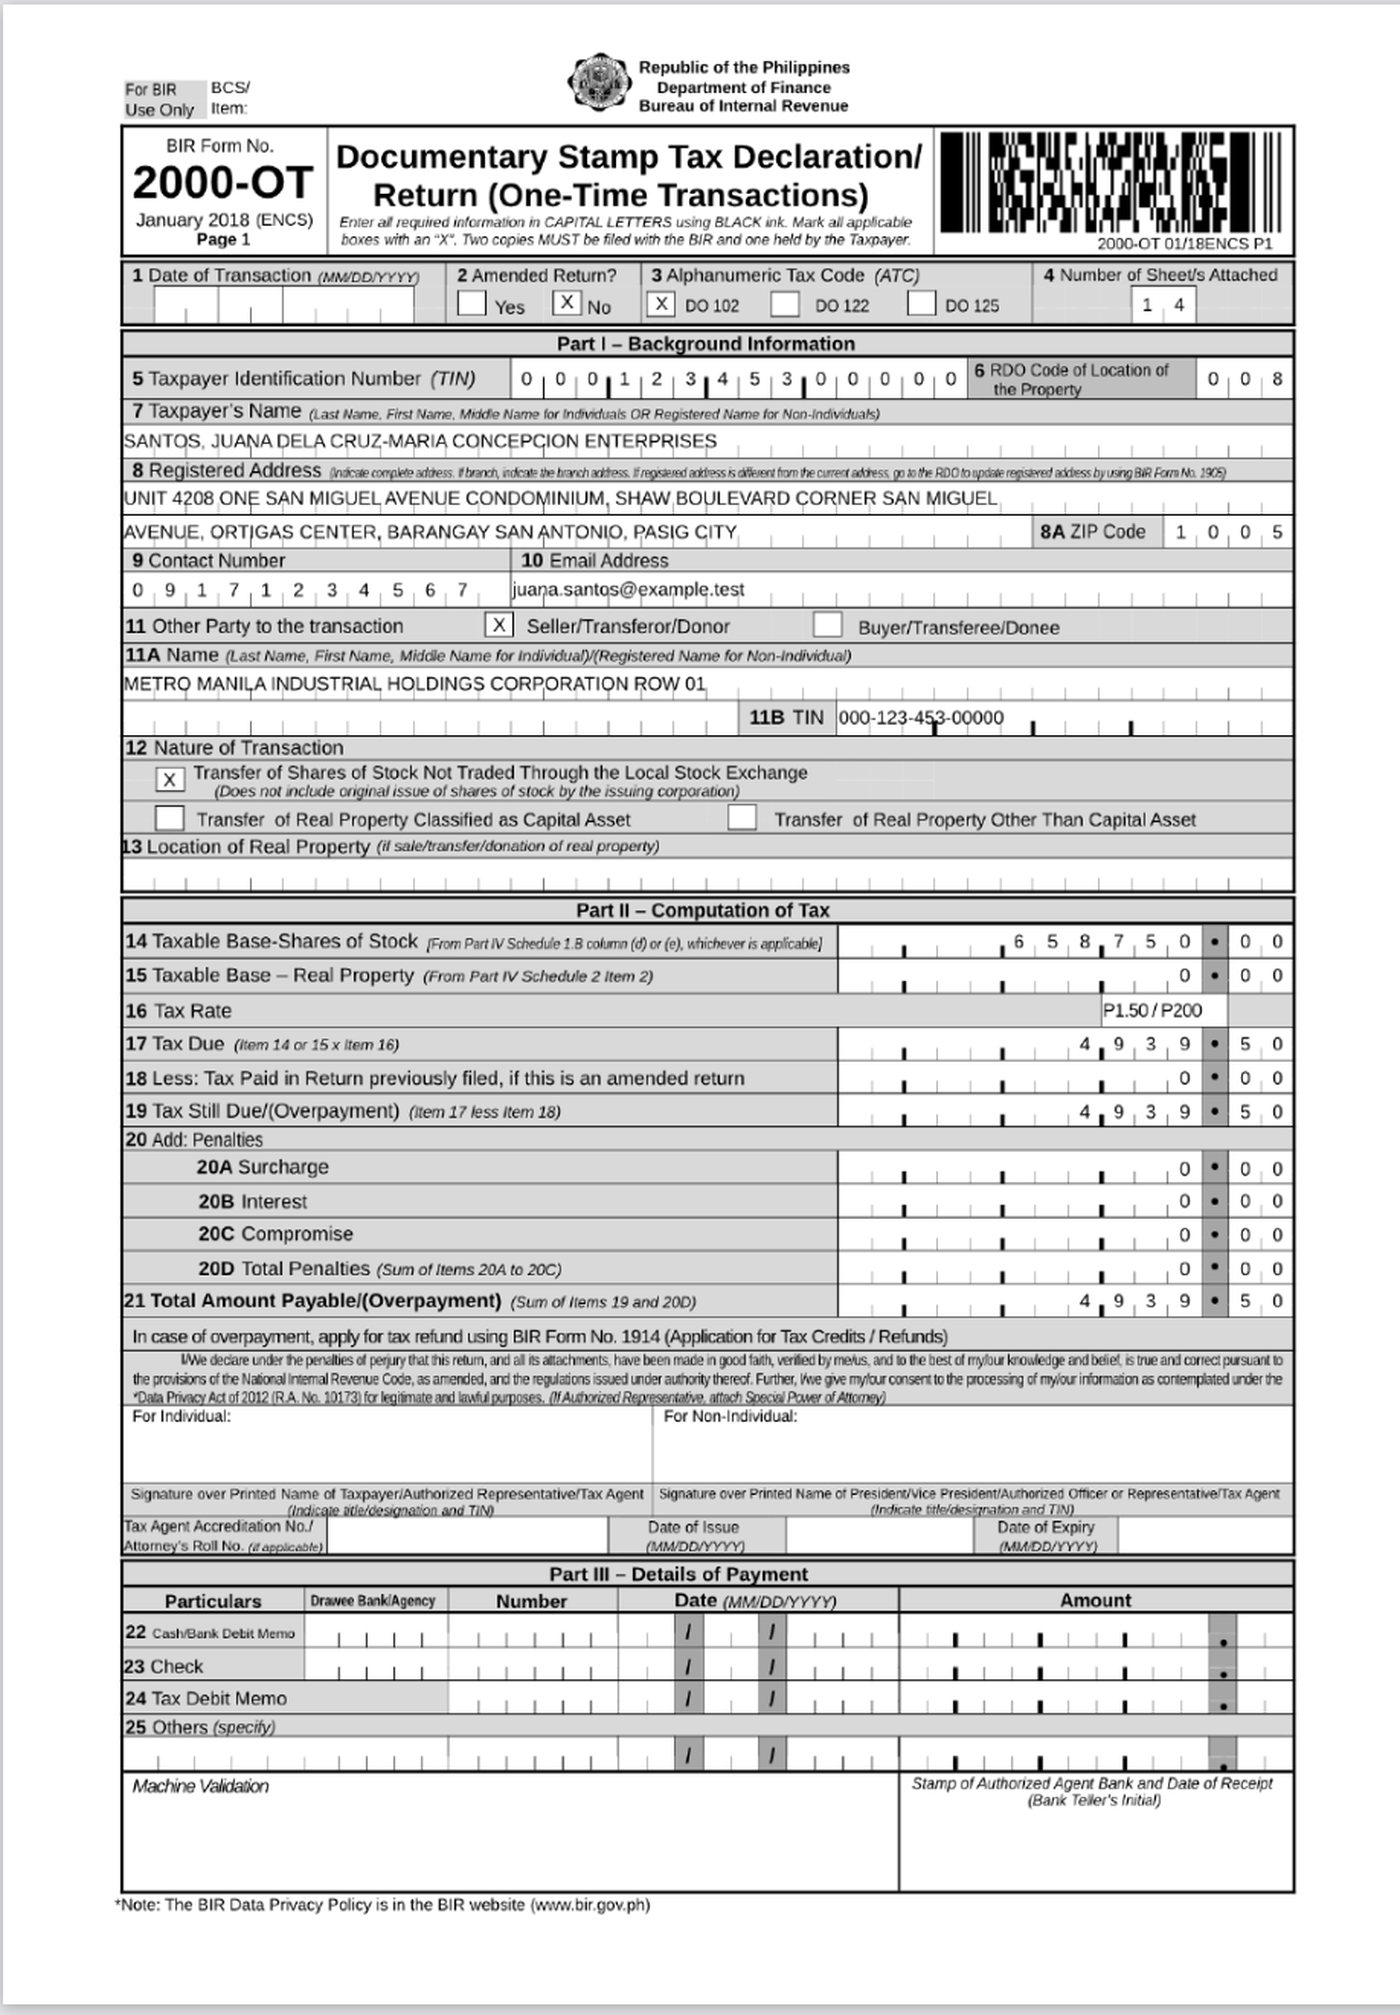 Republic of the Philippines
Department of Finance
Bureau of Internal Revenue
For BIR Use Only
BCS/ Item:
BIR Form No.
2000-OT
January 2018 (ENCS)
Page 1
Documentary Stamp Tax Declaration/
Return (One-Time Transactions)
Enter all required information in CAPITAL LETTERS using BLACK ink. Mark all applicable
boxes with an "X". Two copies MUST be filed with the BIR and one held by the Taxpayer.
2000-OT 01/18ENCS P1
1 Date of Transaction (MM/DD/YYYY)
2 Amended Return?
Yes X No
3 Alphanumeric Tax Code (ATC)
X DO 102 DO 122 DO 125
4 Number of Sheet/s Attached
1 4
Part I – Background Information
5 Taxpayer Identification Number (TIN) 0 0 0 1 2 3 4 5 3 0 0 0 0 0
6 RDO Code of Location of the Property 0 0 8
7 Taxpayer's Name (Last Name, First Name, Middle Name for Individuals OR Registered Name for Non-Individuals)
SANTOS, JUANA DELA CRUZ-MARIA CONCEPCION ENTERPRISES
8 Registered Address (Indicate complete address. If branch, indicate the branch address. If registered address is different from the current address, go to the RDO to update registered address by using BIR Form No. 1905)
UNIT 4208 ONE SAN MIGUEL AVENUE CONDOMINIUM, SHAW BOULEVARD CORNER SAN MIGUEL
AVENUE, ORTIGAS CENTER, BARANGAY SAN ANTONIO, PASIG CITY
8A ZIP Code 1 0 0 5
9 Contact Number
10 Email Address
0 9 1 7 1 2 3 4 5 6 7
juana.santos@example.test
11 Other Party to the transaction X Seller/Transferor/Donor Buyer/Transferee/Donee
11A Name (Last Name, First Name, Middle Name for Individual)/(Registered Name for Non-Individual)
METRO MANILA INDUSTRIAL HOLDINGS CORPORATION ROW 01
11B TIN 000-123-453-00000
12 Nature of Transaction
X Transfer of Shares of Stock Not Traded Through the Local Stock Exchange
(Does not include original issue of shares of stock by the issuing corporation)
Transfer of Real Property Classified as Capital Asset
Transfer of Real Property Other Than Capital Asset
13 Location of Real Property (if sale/transfer/donation of real property)
Part II – Computation of Tax
14 Taxable Base-Shares of Stock [From Part IV Schedule 1.B column (d) or (e), whichever is applicable] 6 5 8 7 5 0 • 0 0
15 Taxable Base – Real Property (From Part IV Schedule 2 Item 2) 0 • 0 0
16 Tax Rate P1.50 / P200
17 Tax Due (Item 14 or 15 x Item 16) 4 9 3 9 • 5 0
18 Less: Tax Paid in Return previously filed, if this is an amended return 0 • 0 0
19 Tax Still Due/(Overpayment) (Item 17 less Item 18) 4 9 3 9 • 5 0
20 Add: Penalties
20A Surcharge 0 • 0 0
20B Interest 0 • 0 0
20C Compromise 0 • 0 0
20D Total Penalties (Sum of Items 20A to 20C) 0 • 0 0
21 Total Amount Payable/(Overpayment) (Sum of Items 19 and 20D) 4 9 3 9 • 5 0
In case of overpayment, apply for tax refund using BIR Form No. 1914 (Application for Tax Credits / Refunds)
I/We declare under the penalties of perjury that this return, and all its attachments, have been made in good faith, verified by me/us, and to the best of my/our knowledge and belief, is true and correct pursuant to
the provisions of the National Internal Revenue Code, as amended, and the regulations issued under authority thereof. Further, I/we give my/our consent to the processing of my/our information as contemplated under the
*Data Privacy Act of 2012 (R.A. No. 10173) for legitimate and lawful purposes. (If Authorized Representative, attach Special Power of Attorney)
For Individual:
For Non-Individual:
Signature over Printed Name of Taxpayer/Authorized Representative/Tax Agent
(Indicate title/designation and TIN)
Signature over Printed Name of President/Vice President/Authorized Officer or Representative/Tax Agent
(Indicate title/designation and TIN)
Tax Agent Accreditation No./
Attorney's Roll No. (if applicable)
Date of Issue
(MM/DD/YYYY)
Date of Expiry
(MM/DD/YYYY)
Part III – Details of Payment
Particulars Drawee Bank/Agency Number Date (MM/DD/YYYY) Amount
22 Cash/Bank Debit Memo / / .
23 Check / / .
24 Tax Debit Memo / / .
25 Others (specify)
/ / .
Machine Validation
Stamp of Authorized Agent Bank and Date of Receipt
(Bank Teller's Initial)
*Note: The BIR Data Privacy Policy is in the BIR website (www.bir.gov.ph)